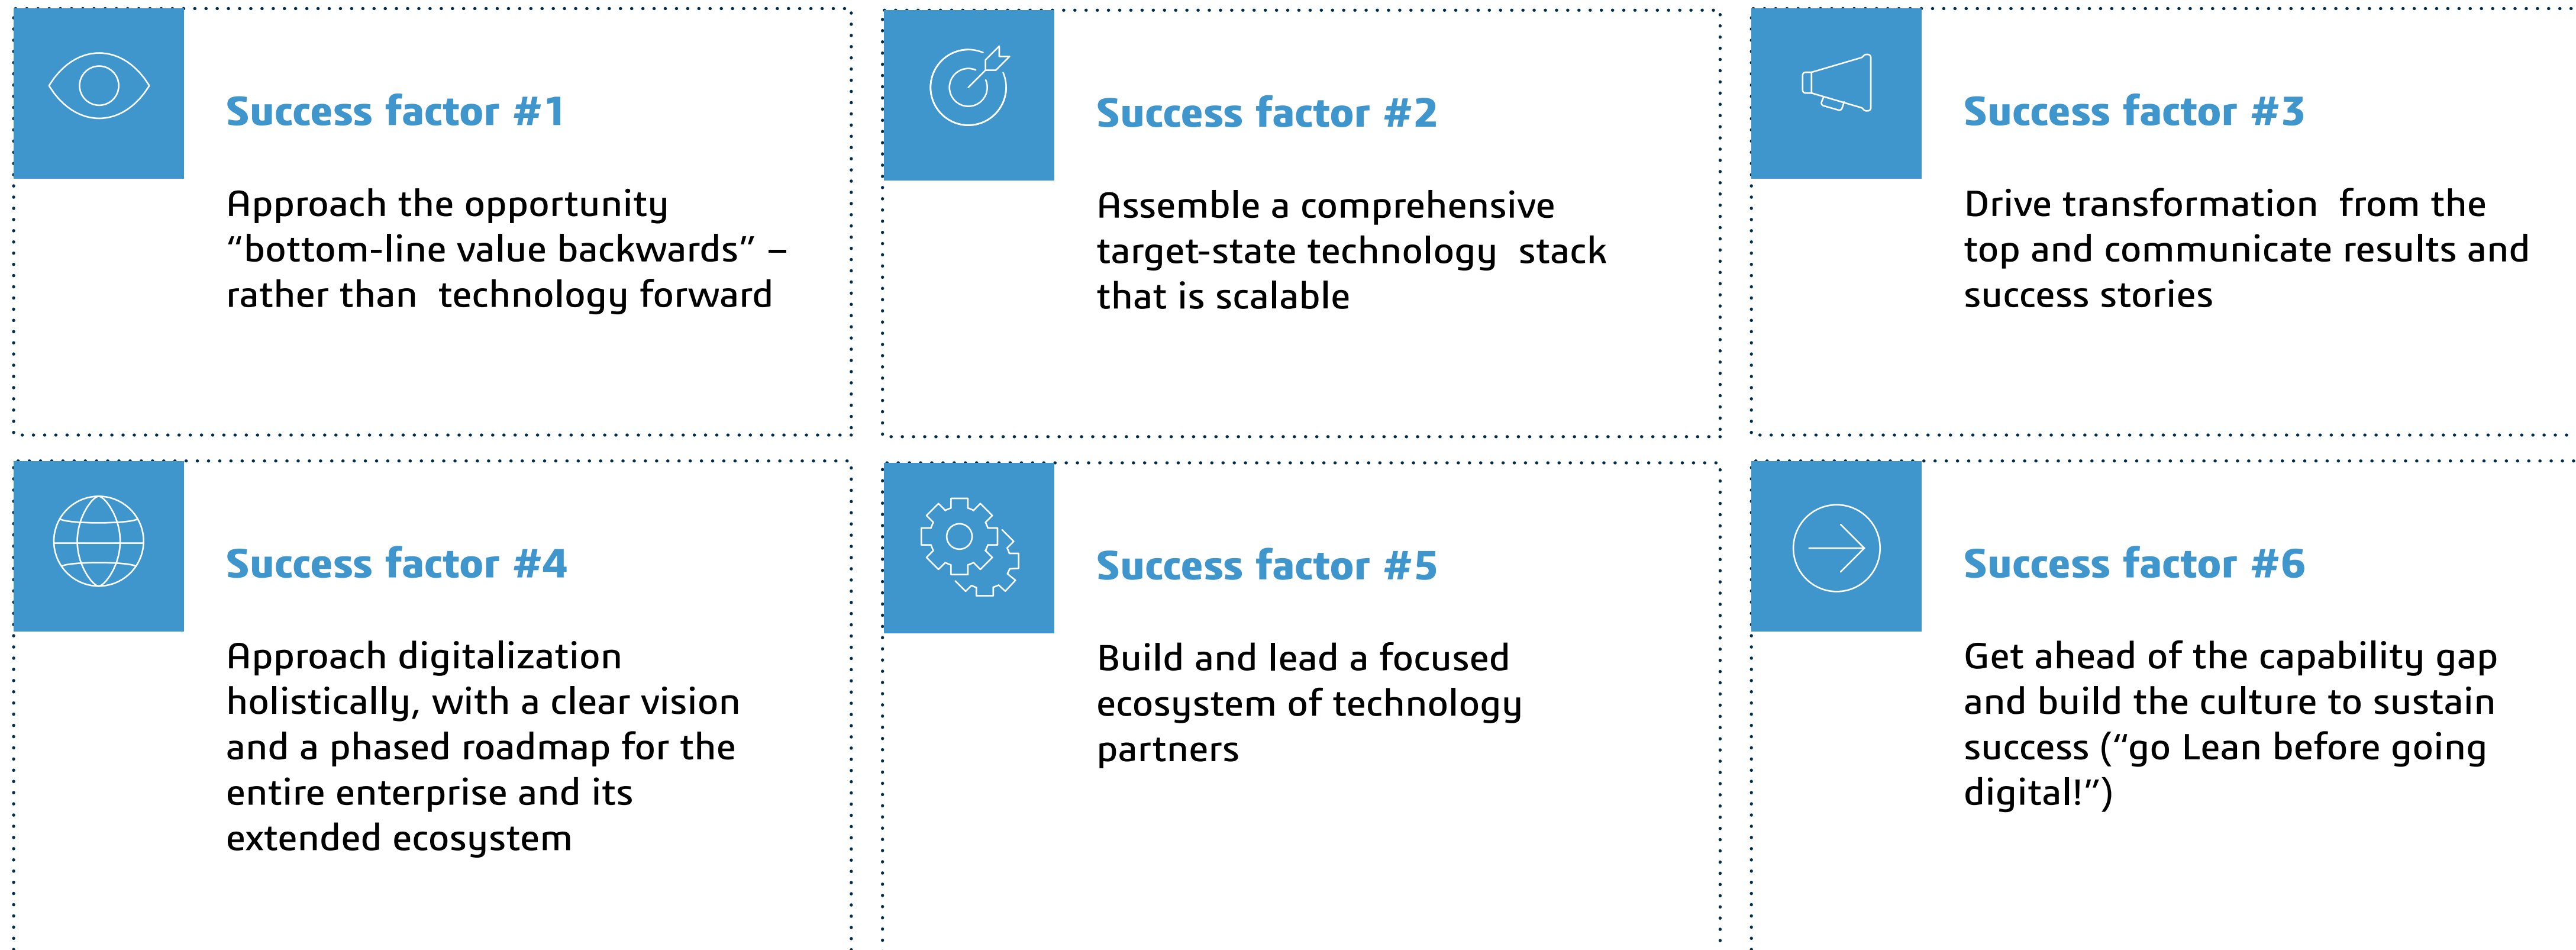 Success factor #1
Approach the opportunity
“bottom-line value backwards” –
rather than  technology forward
Success factor #2
Assemble a comprehensive
target-state technology  stack
that is scalable
Success factor #3
Drive transformation  from the
top and communicate results and
success stories
Success factor #4
Approach digitalization
holistically, with a clear vision
and a phased roadmap for the
entire enterprise and its
extended ecosystem
Success factor #5
Build and lead a focused
ecosystem of technology
partners
Success factor #6
Get ahead of the capability gap
and build the culture to sustain
success (“go Lean before going
digital!”)